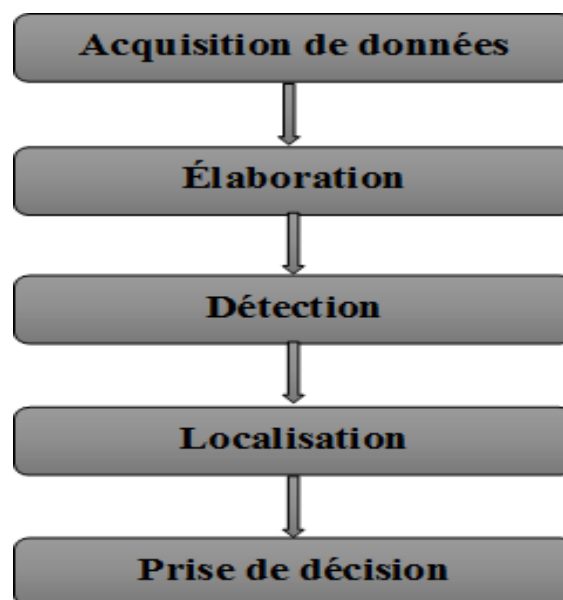 Acquisition de données
Élaboration
Détection
Localisation
Prise de décision